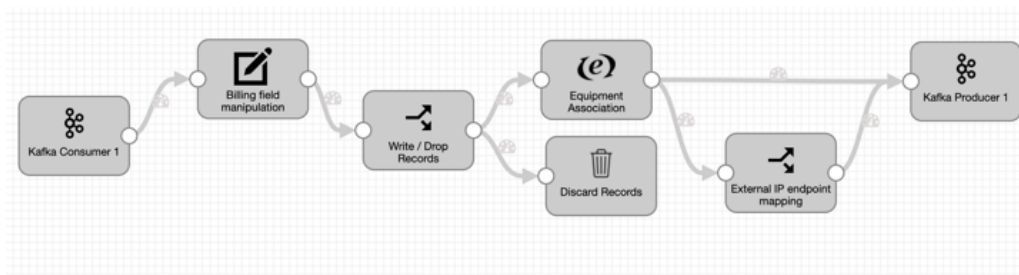 Kafka Consumer 1
Billing field
manipulation
Write / Drop
Records
Equipment
Association
Discard Records
External IP endpoint
mapping
Kafka Producer 1